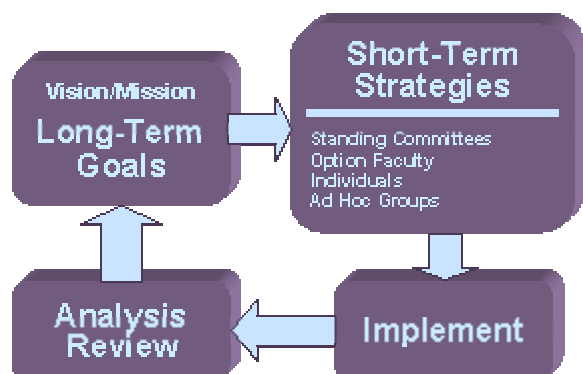 Vision/Mission
Long-Term
Goals
Short-Term
Strategies
Standing Committees
Option Faculty
Individuals
Ad Hoc Groups
Analysis
Review
Implement